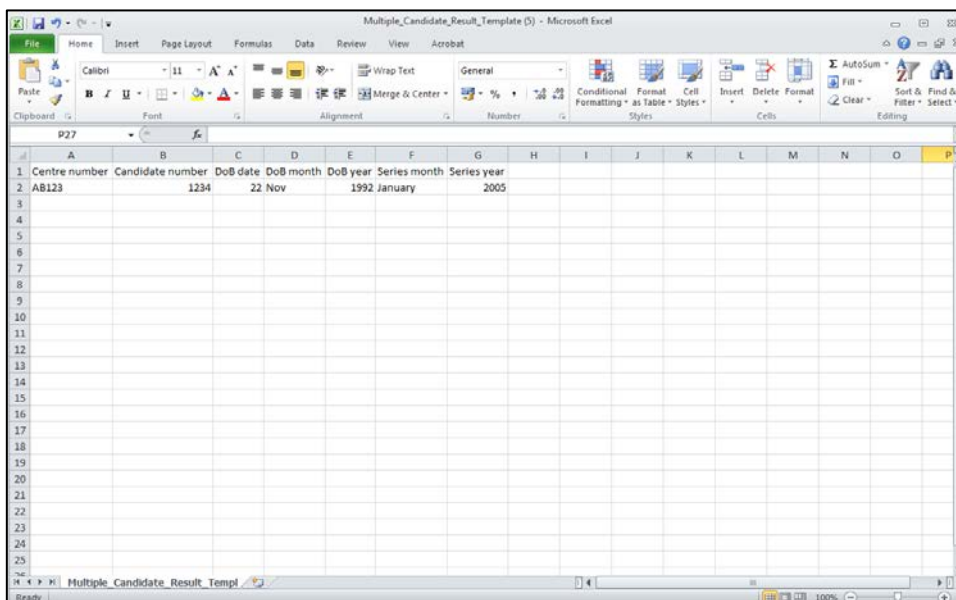 Multiple_Candidate_Result_Template (5) - Microsoft Excel
File Home Insert Page Layout Formulas Data Review View Acrobat
Calibri 11 A A Wrap Text General Σ AutoSum
Paste Fill
B I U Merge & Center % , Conditional Formatting Format as Table Cell Styles Insert Delete Format Clear Sort & Filter Find & Select
Clipboard Font Alignment Number Styles Cells Editing
P27 fx
A B C D E F G H I J K L M N O P
1 Centre number Candidate number DoB date DoB month DoB year Series month Series year
2 AB123 1234 22 Nov 1992 January 2005
3
4
5
6
7
8
9
10
11
12
13
14
15
16
17
18
19
20
21
22
23
24
25
26
Multiple_Candidate_Result_Templ
Ready 100%